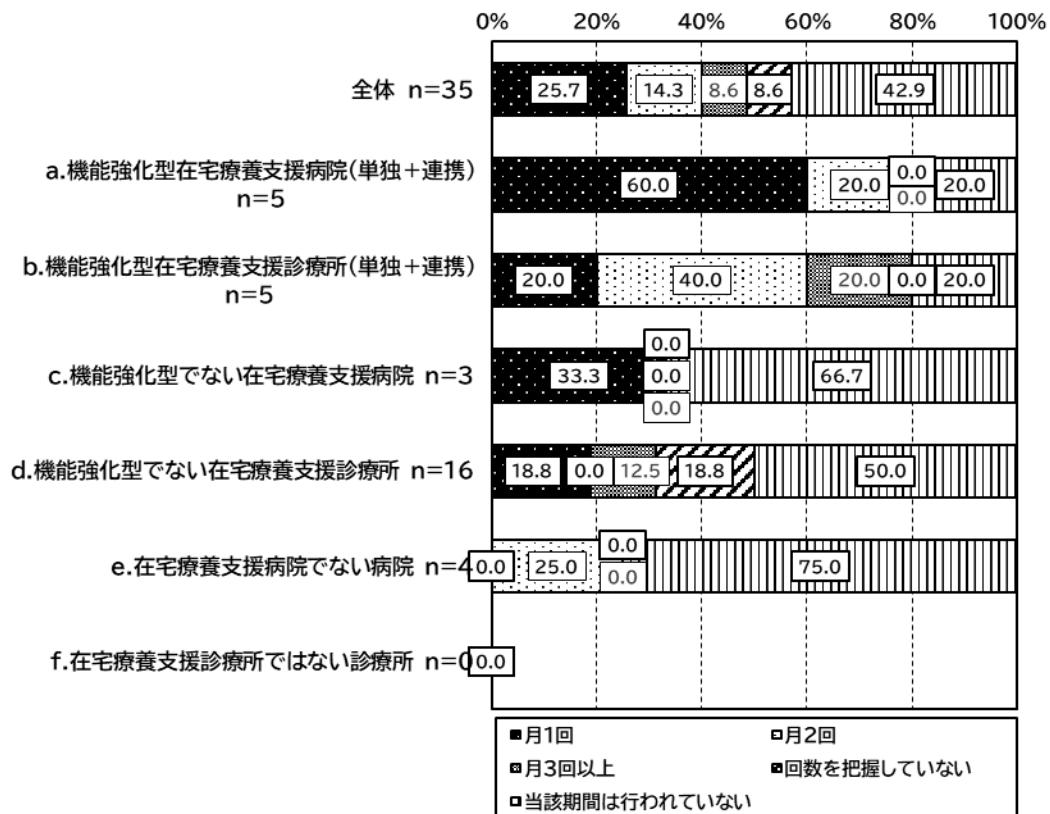 0% 20% 40% 60% 80% 100%
全体 n=35
25.7 14.3 8.6 8.6 42.9
a.機能強化型在宅療養支援病院(単独+連携)
n=5
60.0 20.0 0.0 0.0 20.0
b.機能強化型在宅療養支援診療所(単独+連携)
n=5
20.0 40.0 20.0 0.0 20.0
c.機能強化型でない在宅療養支援病院 n=3
33.3 0.0 0.0 0.0 66.7
d.機能強化型でない在宅療養支援診療所 n=16
18.8 0.0 12.5 18.8 50.0
e.在宅療養支援病院でない病院 n=4
0.0 25.0 0.0 0.0 75.0
f.在宅療養支援診療所ではない診療所 n=0
0.0
月1回 月2回
月3回以上 回数を把握していない
当該期間は行われていない